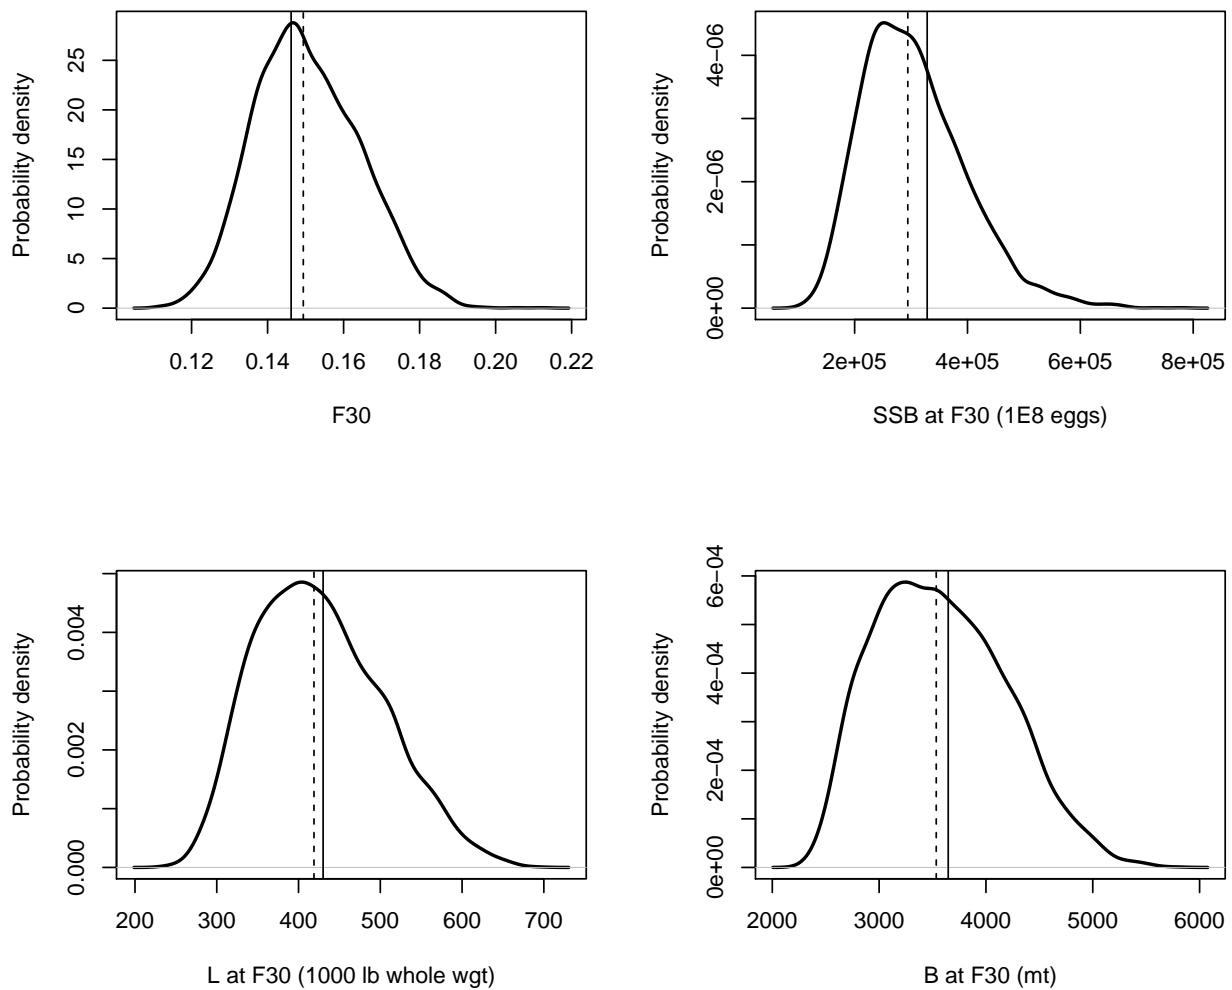 Probability density
0 5 10 15 20 25
0.12 0.14 0.16 0.18 0.20 0.22
F30
Probability density
0e+00 2e−06 4e−06
2e+05 4e+05 6e+05 8e+05
SSB at F30 (1E8 eggs)
Probability density
0.000 0.002 0.004
200 300 400 500 600 700
L at F30 (1000 lb whole wgt)
Probability density
0e+00 2e−04 4e−04 6e−04
2000 3000 4000 5000 6000
B at F30 (mt)